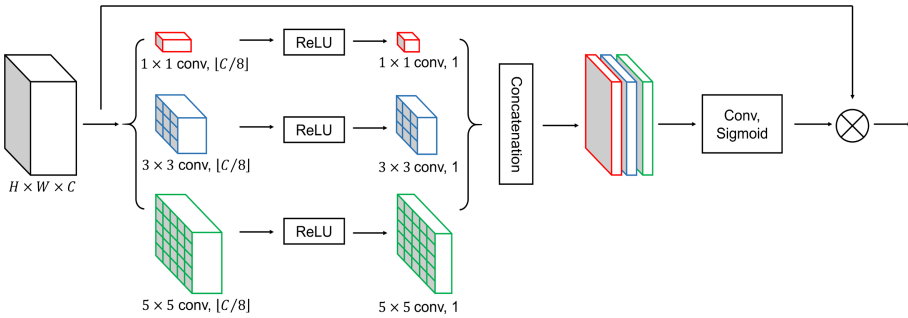 H × W × C
1 × 1 conv, ⌊C/8⌋
ReLU
1 × 1 conv, 1
3 × 3 conv, ⌊C/8⌋
ReLU
3 × 3 conv, 1
5 × 5 conv, ⌊C/8⌋
ReLU
5 × 5 conv, 1
Concatenation
Conv,
Sigmoid